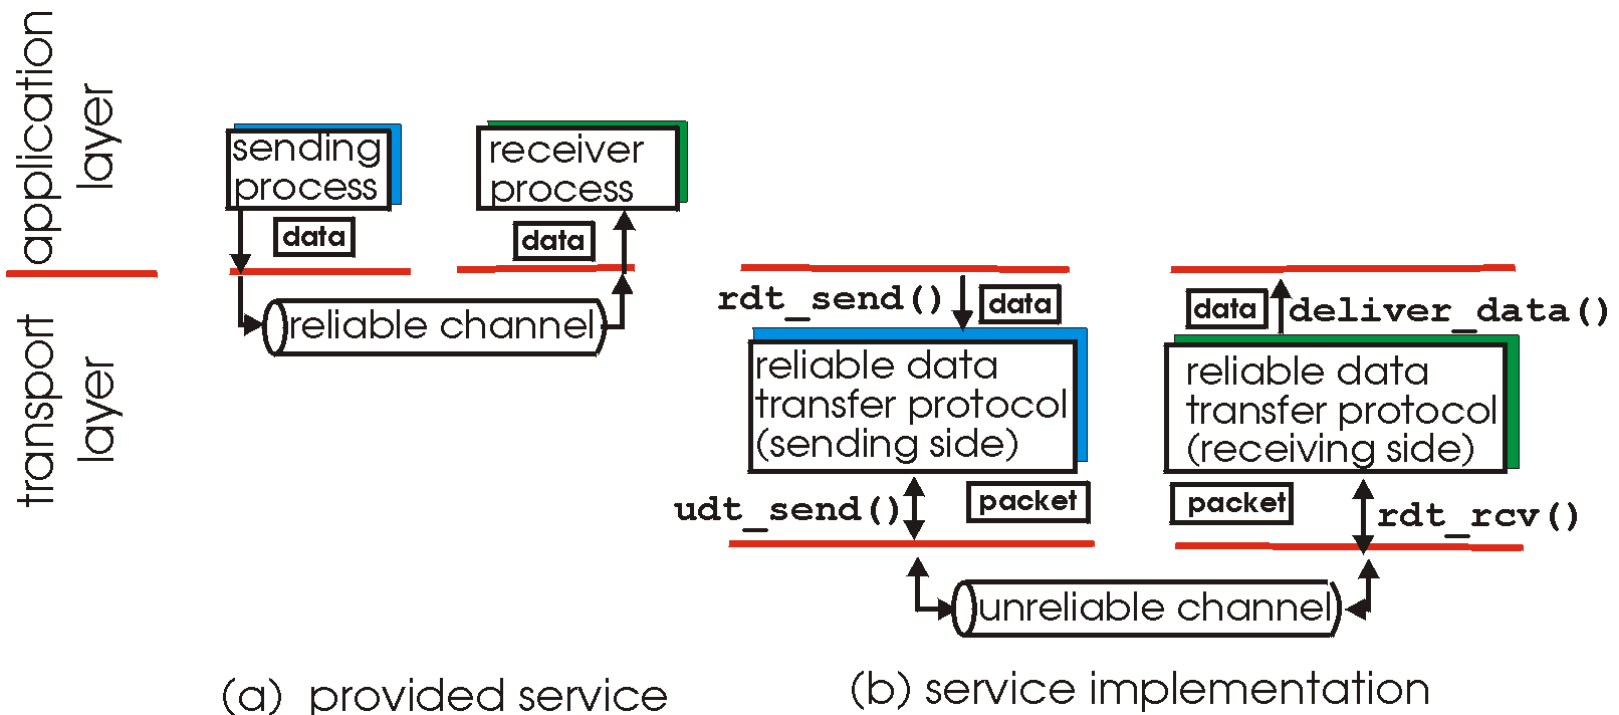 application
layer
transport
layer
sending
process
receiver
process
data
data
reliable channel
(a) provided service
rdt_send()
data
data
deliver_data()
reliable data
transfer protocol
(sending side)
reliable data
transfer protocol
(receiving side)
udt_send()
packet
packet
rdt_rcv()
unreliable channel
(b) service implementation